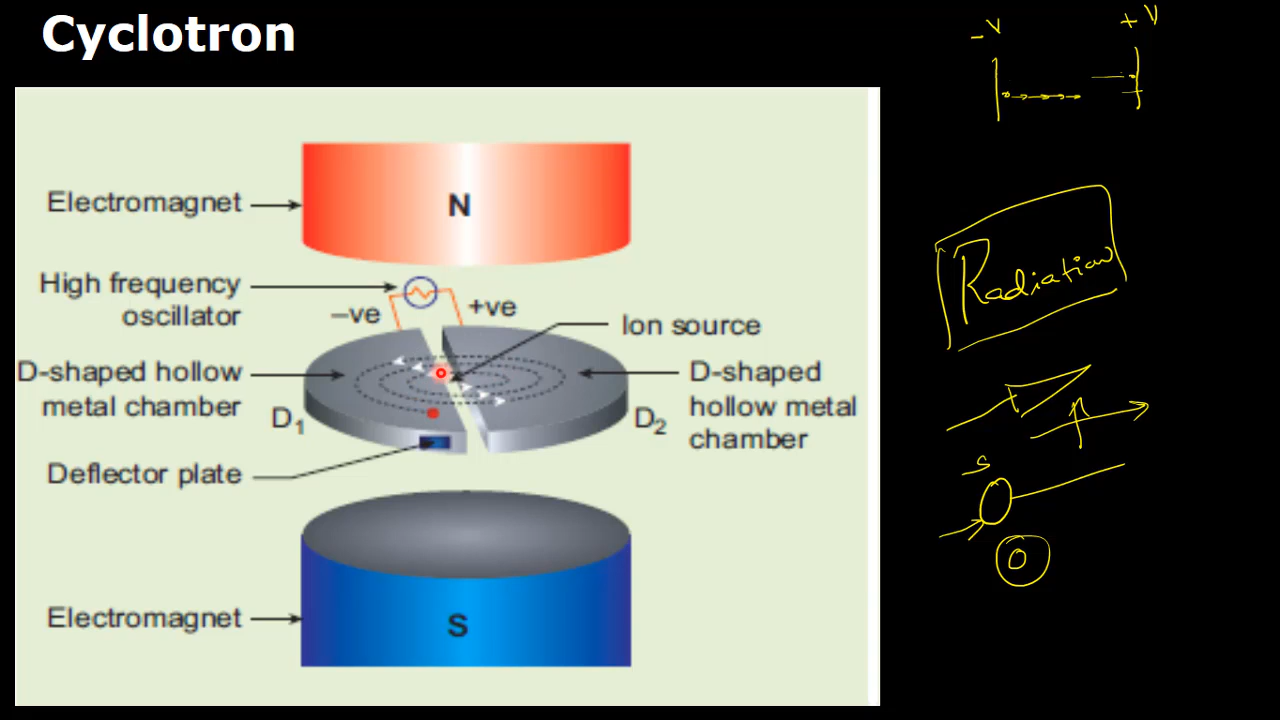 Cyclotron
Electromagnet
N
High frequency
oscillator
–ve
+ve
Ion source
D-shaped hollow
metal chamber
D1
D-shaped
hollow metal
chamber
D2
Deflector plate
Electromagnet
S
-V
+V
Radiation